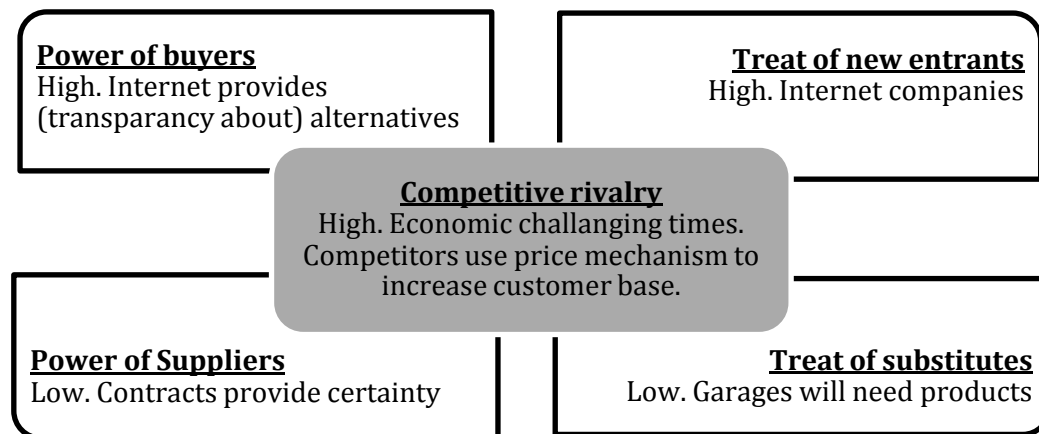 Power of buyers
High. Internet provides
(transparancy about) alternatives
Treat of new entrants
High. Internet companies
Competitive rivalry
High. Economic challanging times.
Competitors use price mechanism to
increase customer base.
Power of Suppliers
Low. Contracts provide certainty
Treat of substitutes
Low. Garages will need products